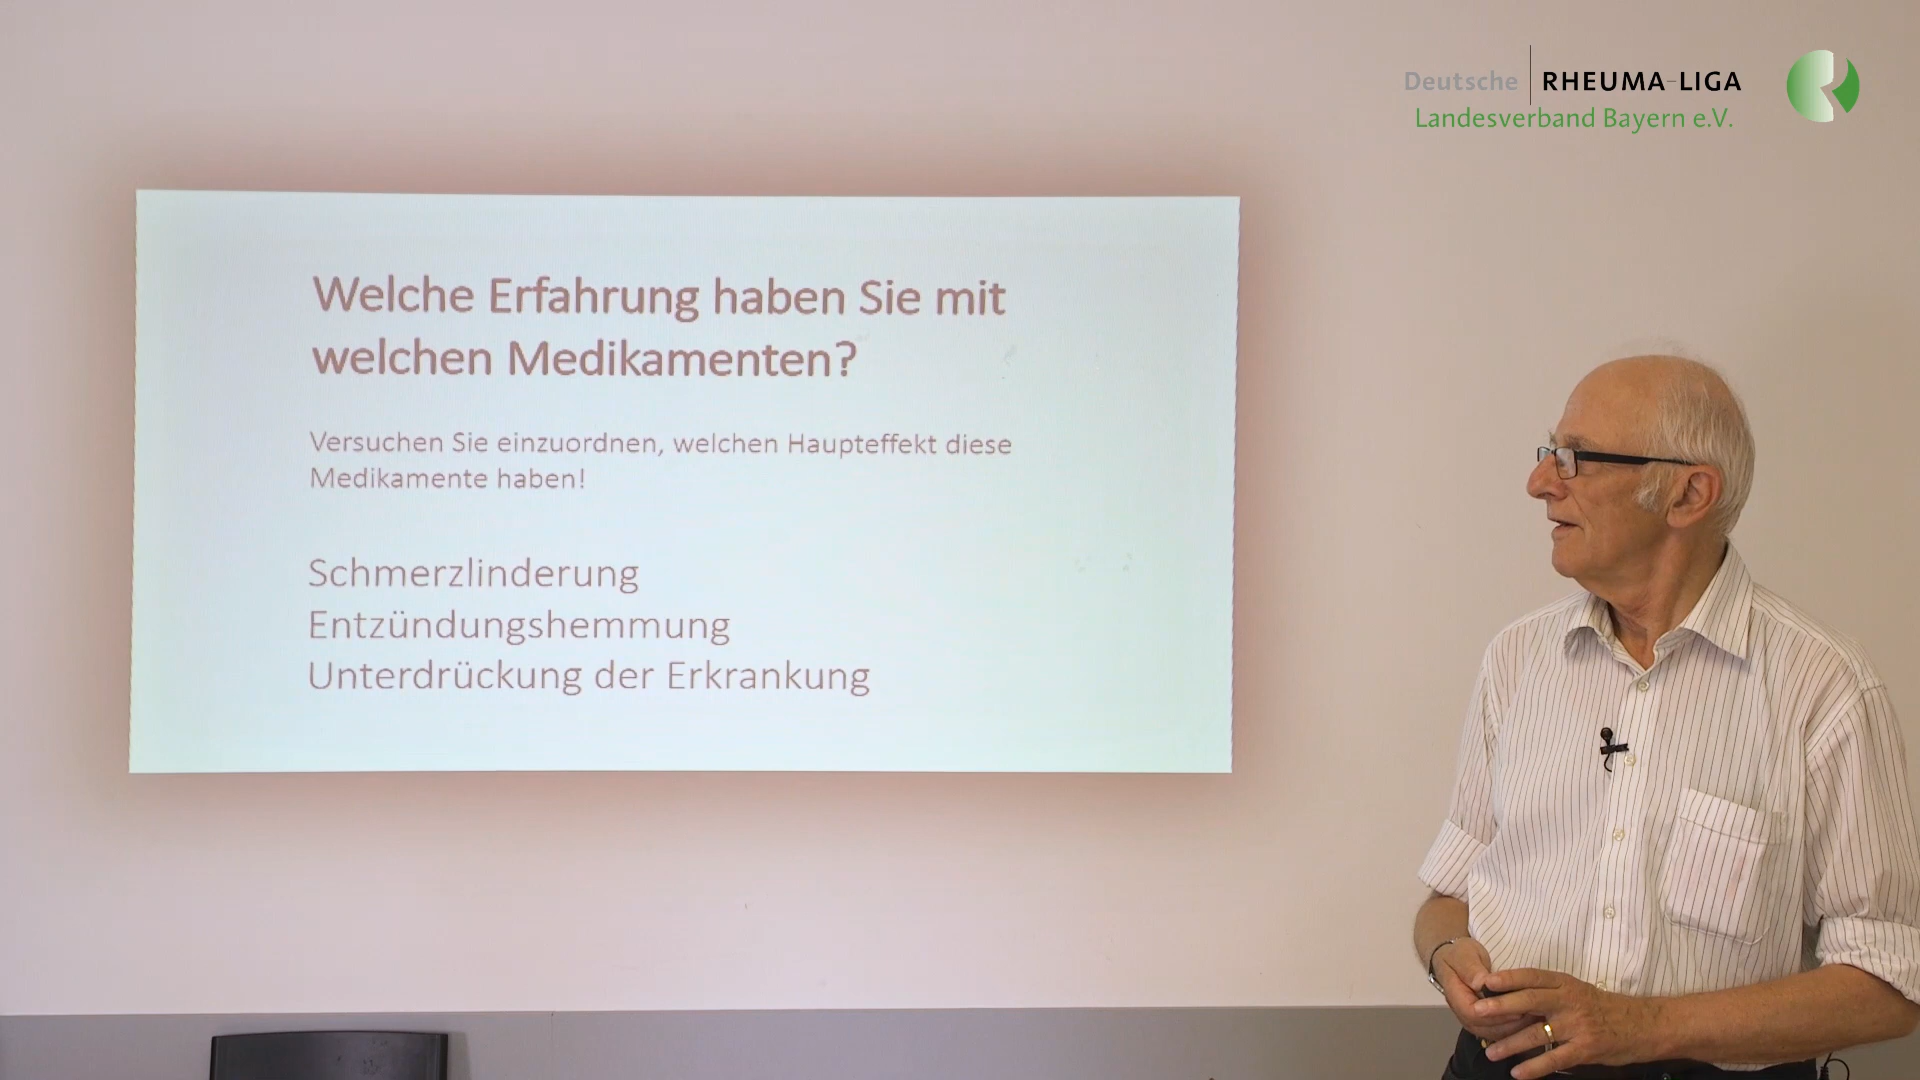 Deutsche RHEUMA-LIGA
Landesverband Bayern e.V.
Welche Erfahrung haben Sie mit
welchen Medikamenten?
Versuchen Sie einzuordnen, welchen Haupteffekt diese
Medikamente haben!
Schmerzlinderung
Entzündungshemmung
Unterdrückung der Erkrankung